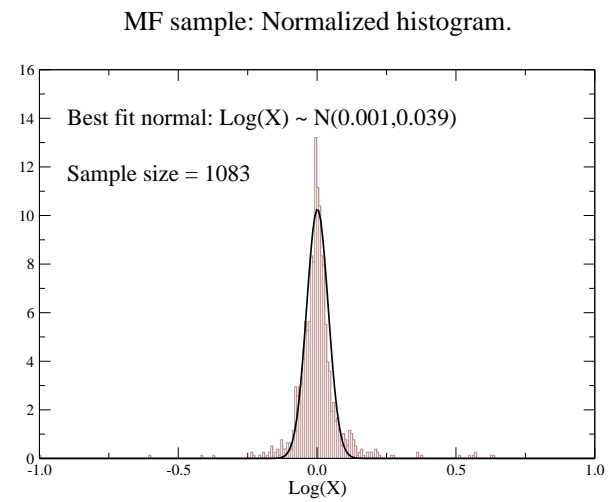 MF sample: Normalized histogram.
16
14
Best fit normal: Log(X) ~ N(0.001,0.039)
12
Sample size = 1083
10
8
6
4
2
0
-1.0 -0.5 0.0 0.5 1.0
Log(X)